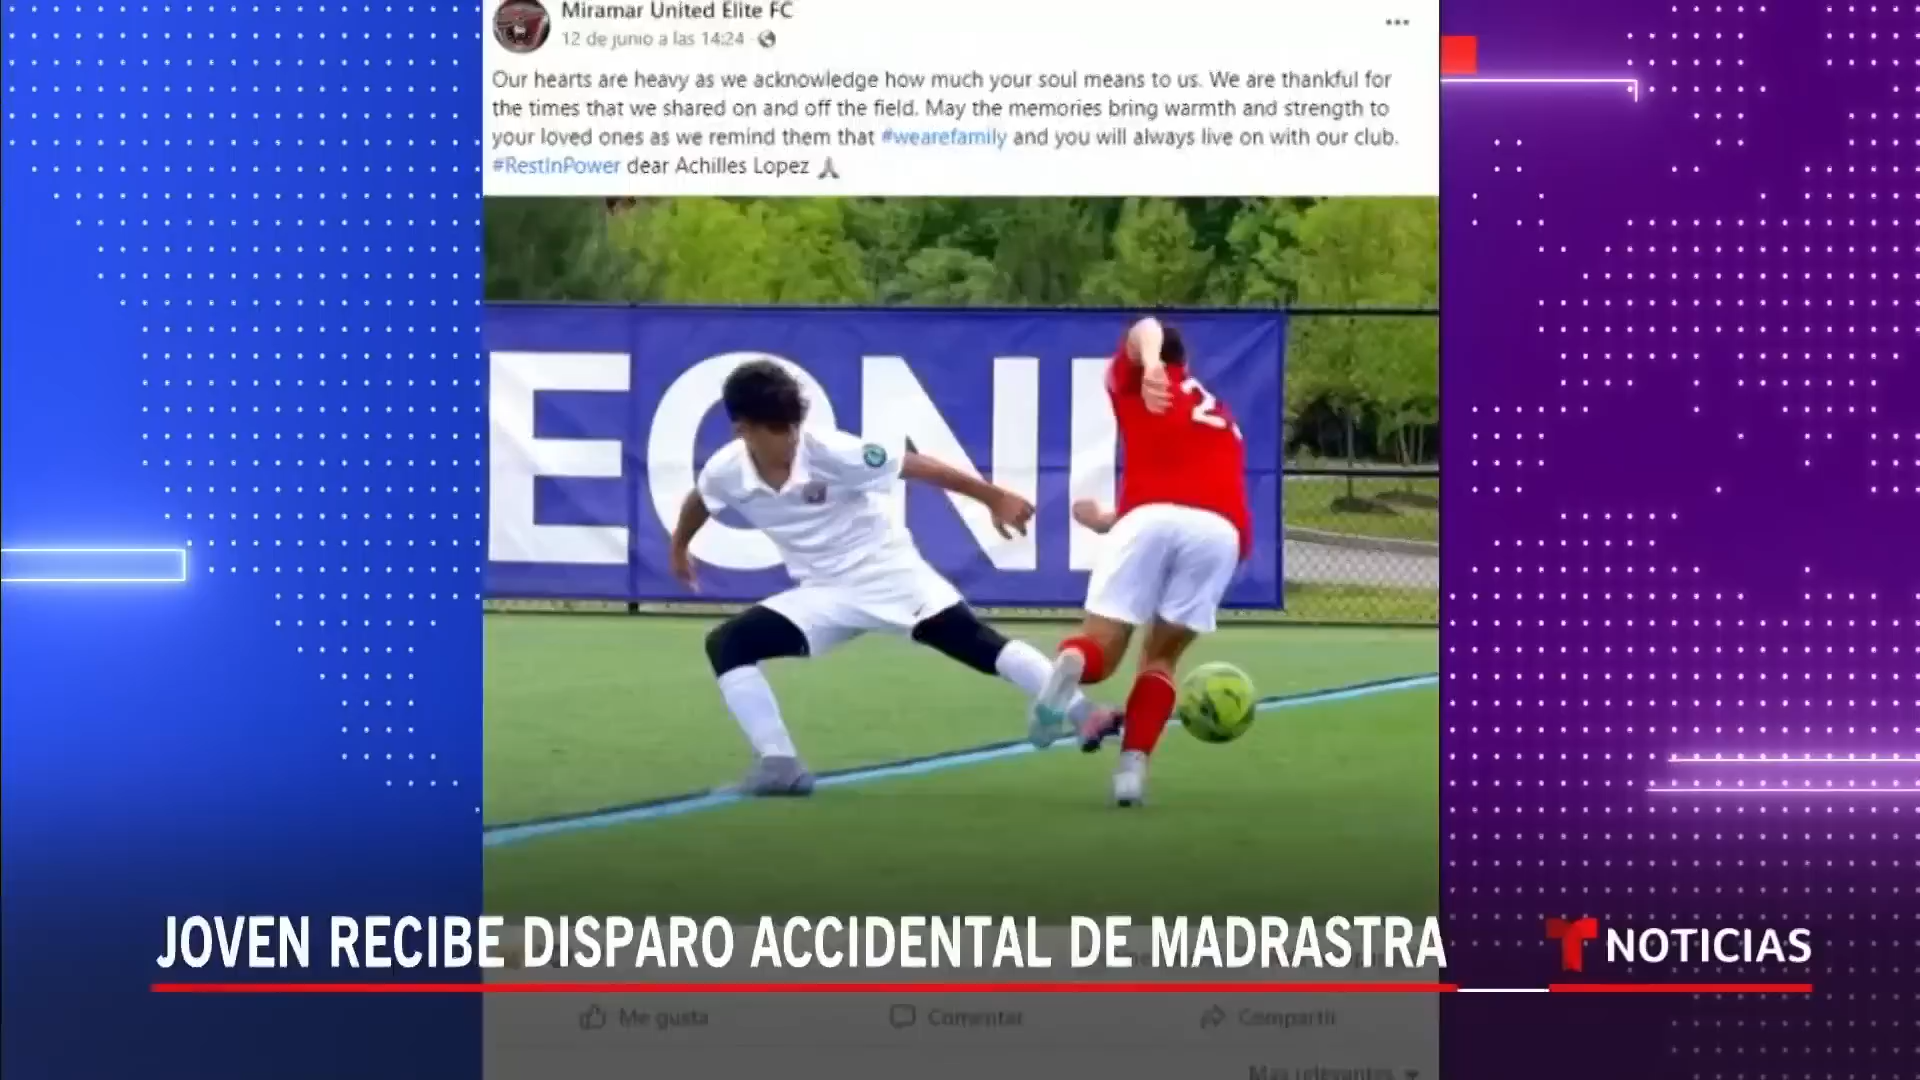 Miramar United Elite FC
12 de junio a las 14:24 ·
Our hearts are heavy as we acknowledge how much your soul means to us. We are thankful for
the times that we shared on and off the field. May the memories bring warmth and strength to
your loved ones as we remind them that #wearefamily and you will always live on with our club.
#RestInPower dear Achilles Lopez
2
JOVEN RECIBE DISPARO ACCIDENTAL DE MADRASTRA
NOTICIAS
Me gusta
Comentar
Compartir
Más relevantes